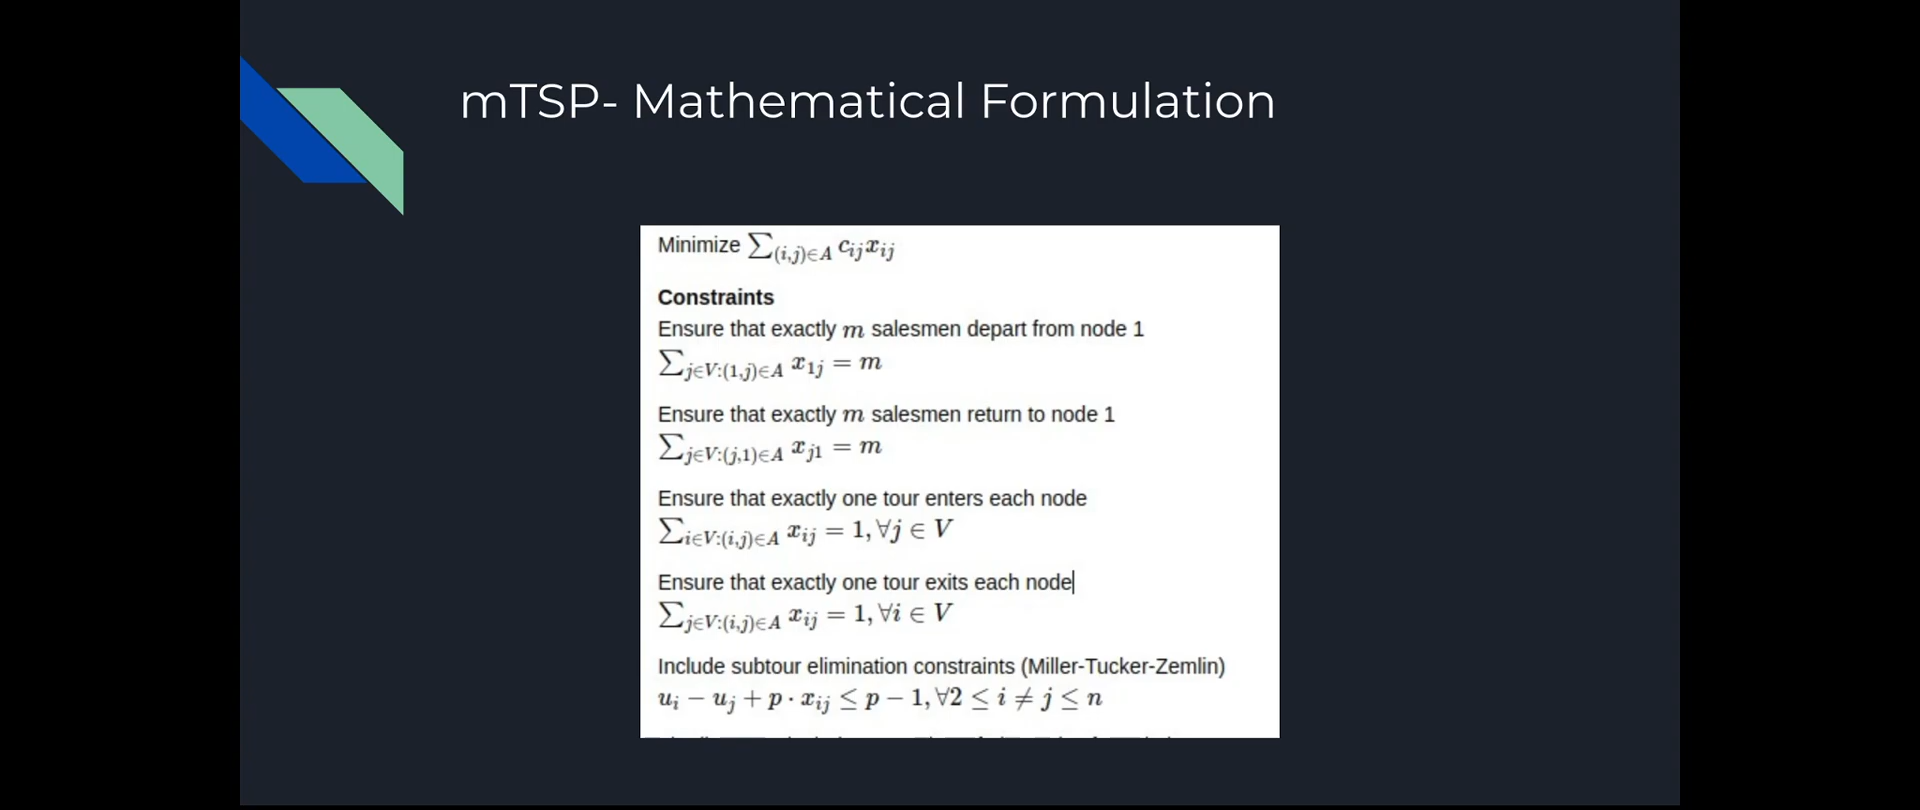 mTSP- Mathematical Formulation
Minimize ∑(i,j)∈A cijxij
Constraints
Ensure that exactly m salesmen depart from node 1
∑j∈V:(1,j)∈A x1j = m
Ensure that exactly m salesmen return to node 1
∑j∈V:(j,1)∈A xj1 = m
Ensure that exactly one tour enters each node
∑i∈V:(i,j)∈A xij = 1, ∀j ∈ V
Ensure that exactly one tour exits each node
∑j∈V:(i,j)∈A xij = 1, ∀i ∈ V
Include subtour elimination constraints (Miller-Tucker-Zemlin)
ui − uj + p · xij ≤ p − 1, ∀2 ≤ i ≠ j ≤ n